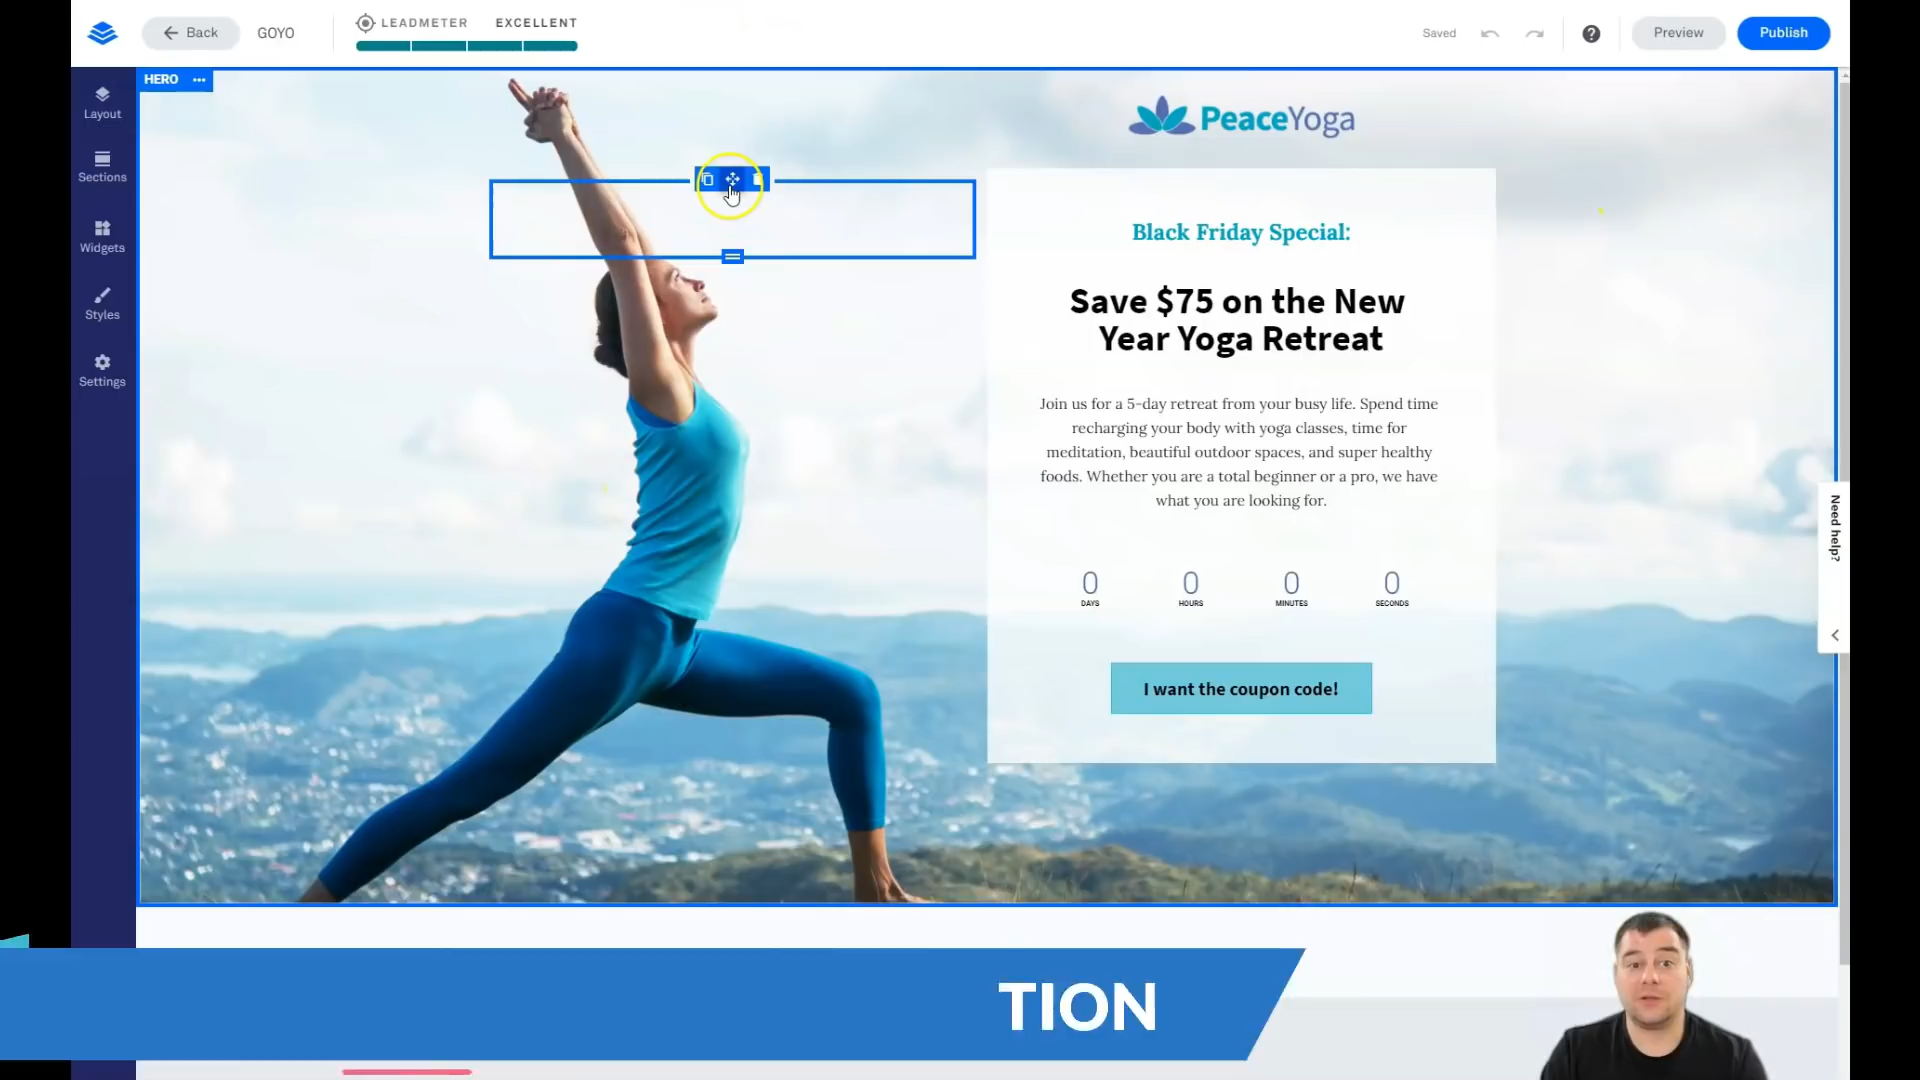 Back
GOYO
LEADMETER
EXCELLENT
Saved
Preview
Publish
HERO
Layout
Sections
Widgets
Styles
Settings
PeaceYoga
Black Friday Special:
Save $75 on the New
Year Yoga Retreat
Join us for a 5-day retreat from your busy life. Spend time
recharging your body with yoga classes, time for
meditation, beautiful outdoor spaces, and super healthy
foods. Whether you are a total beginner or a pro, we have
what you are looking for.
0 0 0 0
DAYS HOURS MINUTES SECONDS
I want the coupon code!
Need help?
TION